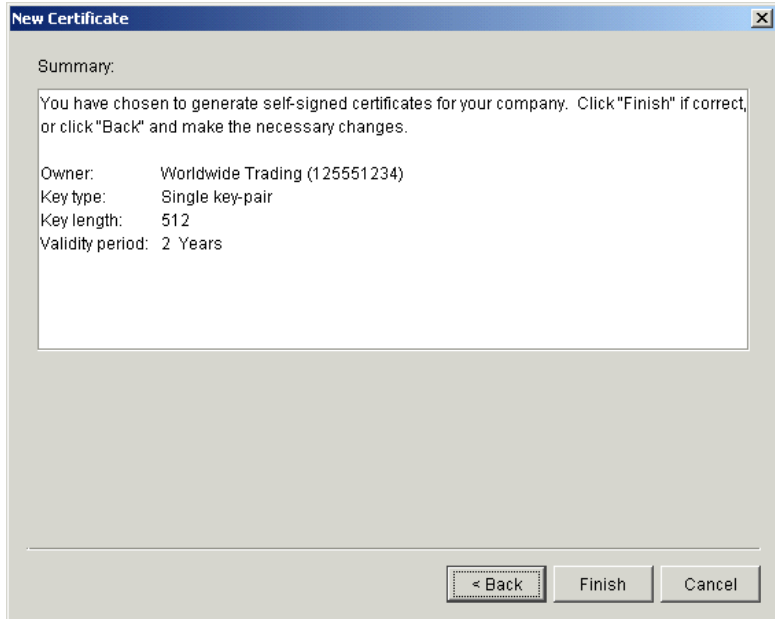 New Certificate
Summary:
You have chosen to generate self-signed certificates for your company. Click "Finish" if correct,
or click "Back" and make the necessary changes.
Owner: Worldwide Trading (125551234)
Key type: Single key-pair
Key length: 512
Validity period: 2 Years
< Back Finish Cancel